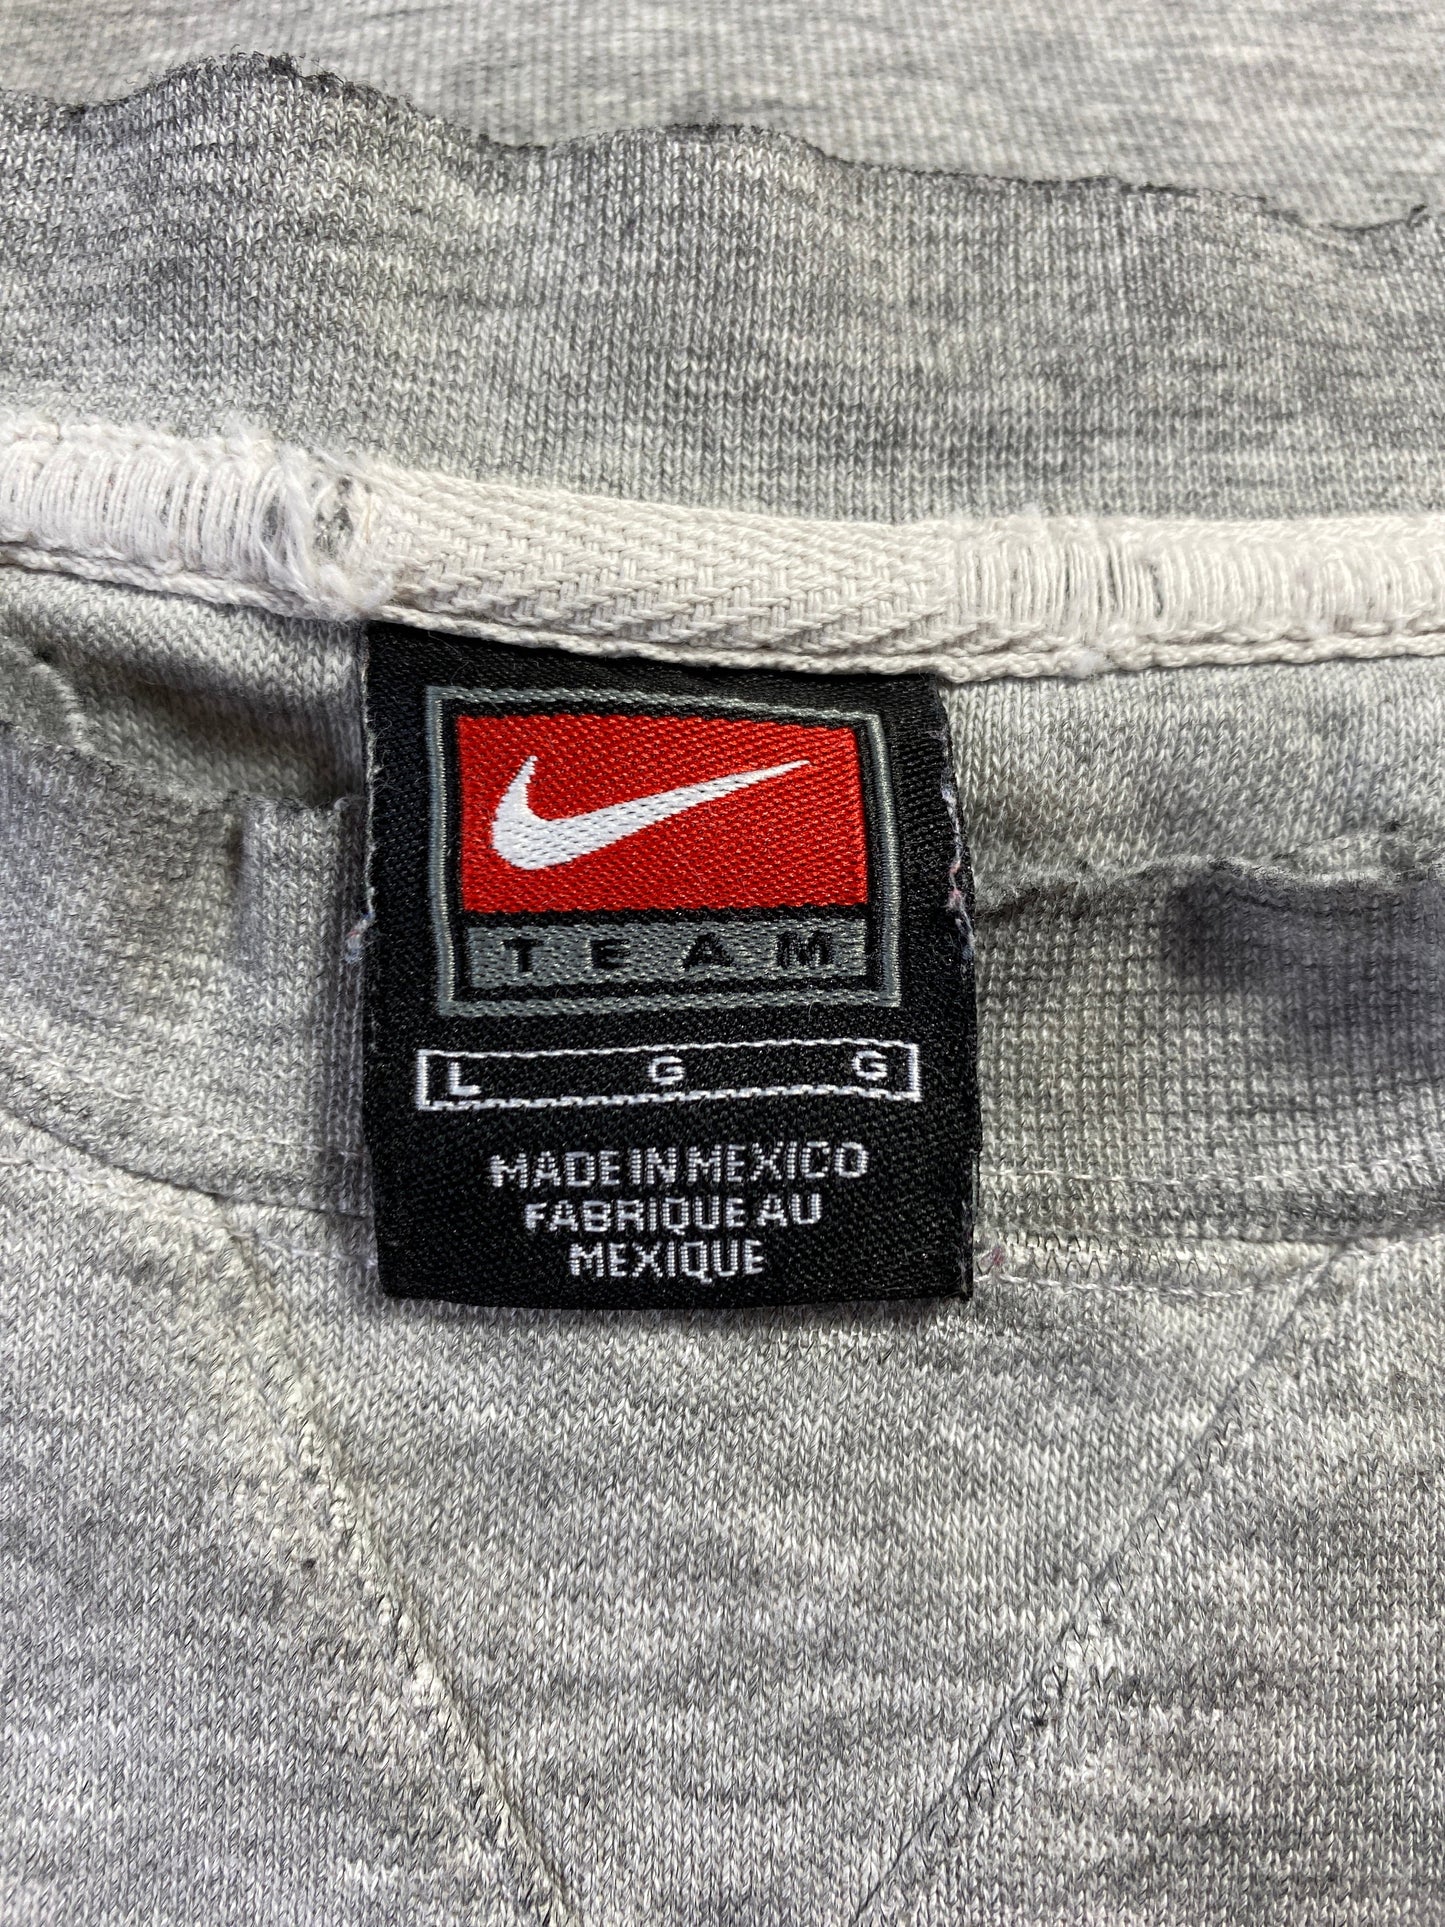 TEAM
L G G
MADE IN MEXICO
FABRIQUE AU
MEXIQUE